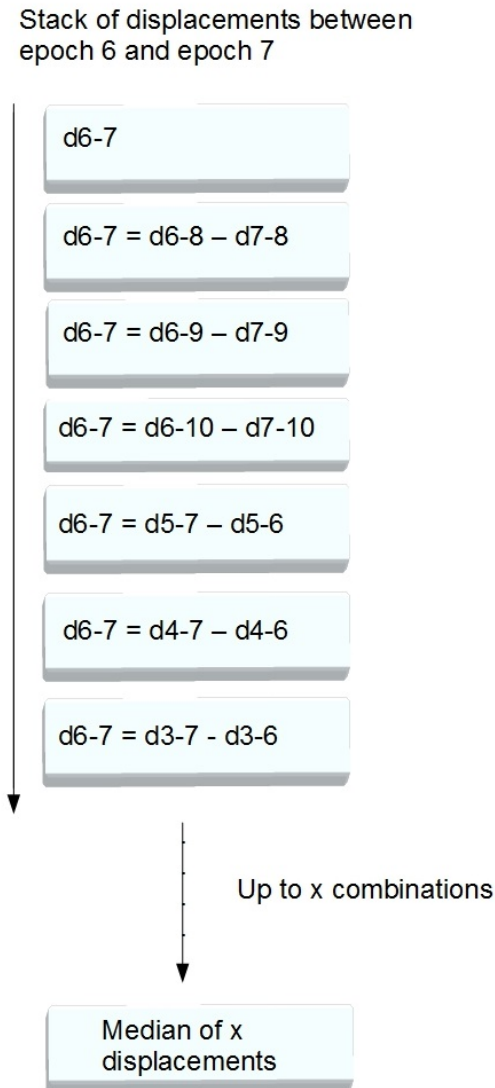 Stack of displacements between
epoch 6 and epoch 7
d6-7
d6-7 = d6-8 – d7-8
d6-7 = d6-9 – d7-9
d6-7 = d6-10 – d7-10
d6-7 = d5-7 – d5-6
d6-7 = d4-7 – d4-6
d6-7 = d3-7 - d3-6
Up to x combinations
Median of x
displacements